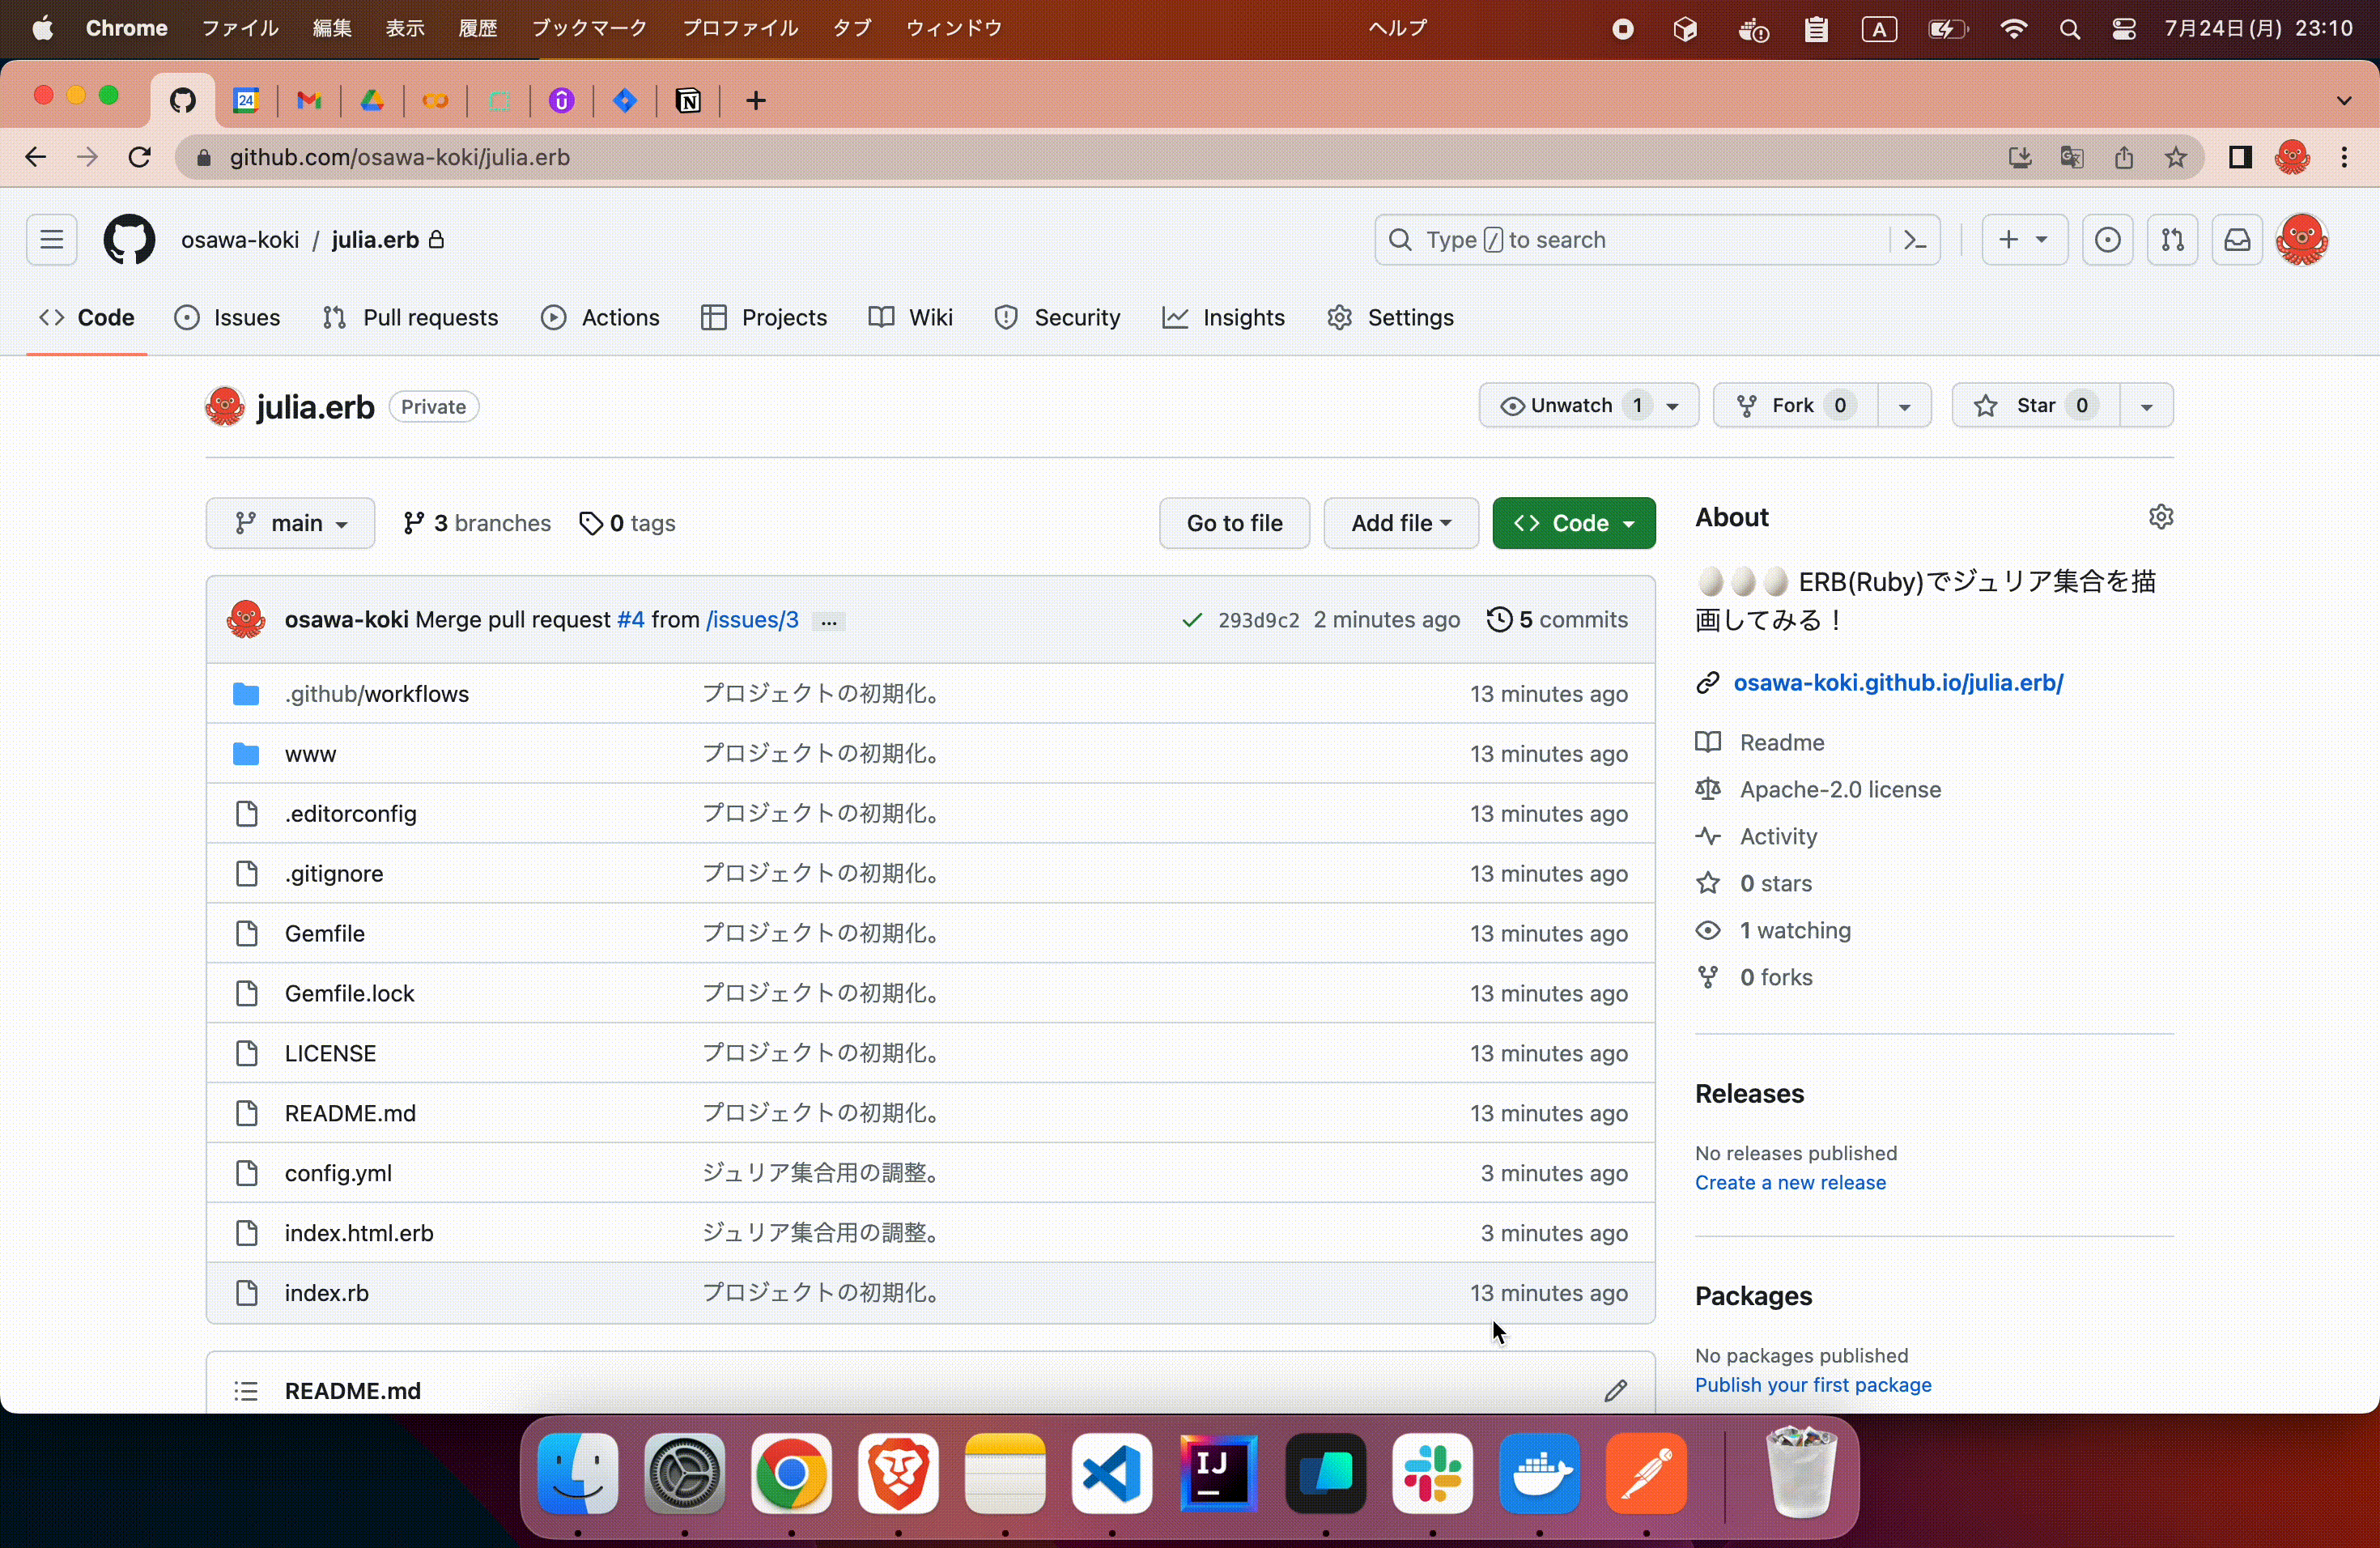 Chrome ファイル 編集 表示 履歴 ブックマーク プロファイル タブ ウィンドウ ヘルプ A 7月24日(月) 23:10
24
github.com/osawa-koki/julia.erb
osawa-koki / julia.erb Type / to search
Code Issues Pull requests Actions Projects Wiki Security Insights Settings
julia.erb Private Unwatch 1 Fork 0 Star 0
main 3 branches 0 tags Go to file Add file Code
osawa-koki Merge pull request #4 from /issues/3 ... 293d9c2 2 minutes ago 5 commits
.github/workflows プロジェクトの初期化。 13 minutes ago
www プロジェクトの初期化。 13 minutes ago
.editorconfig プロジェクトの初期化。 13 minutes ago
.gitignore プロジェクトの初期化。 13 minutes ago
Gemfile プロジェクトの初期化。 13 minutes ago
Gemfile.lock プロジェクトの初期化。 13 minutes ago
LICENSE プロジェクトの初期化。 13 minutes ago
README.md プロジェクトの初期化。 13 minutes ago
config.yml ジュリア集合用の調整。 3 minutes ago
index.html.erb ジュリア集合用の調整。 3 minutes ago
index.rb プロジェクトの初期化。 13 minutes ago
README.md
About
🥚🥚🥚 ERB(Ruby)でジュリア集合を描
画してみる！
osawa-koki.github.io/julia.erb/
Readme
Apache-2.0 license
Activity
0 stars
1 watching
0 forks
Releases
No releases published
Create a new release
Packages
No packages published
Publish your first package
IJ